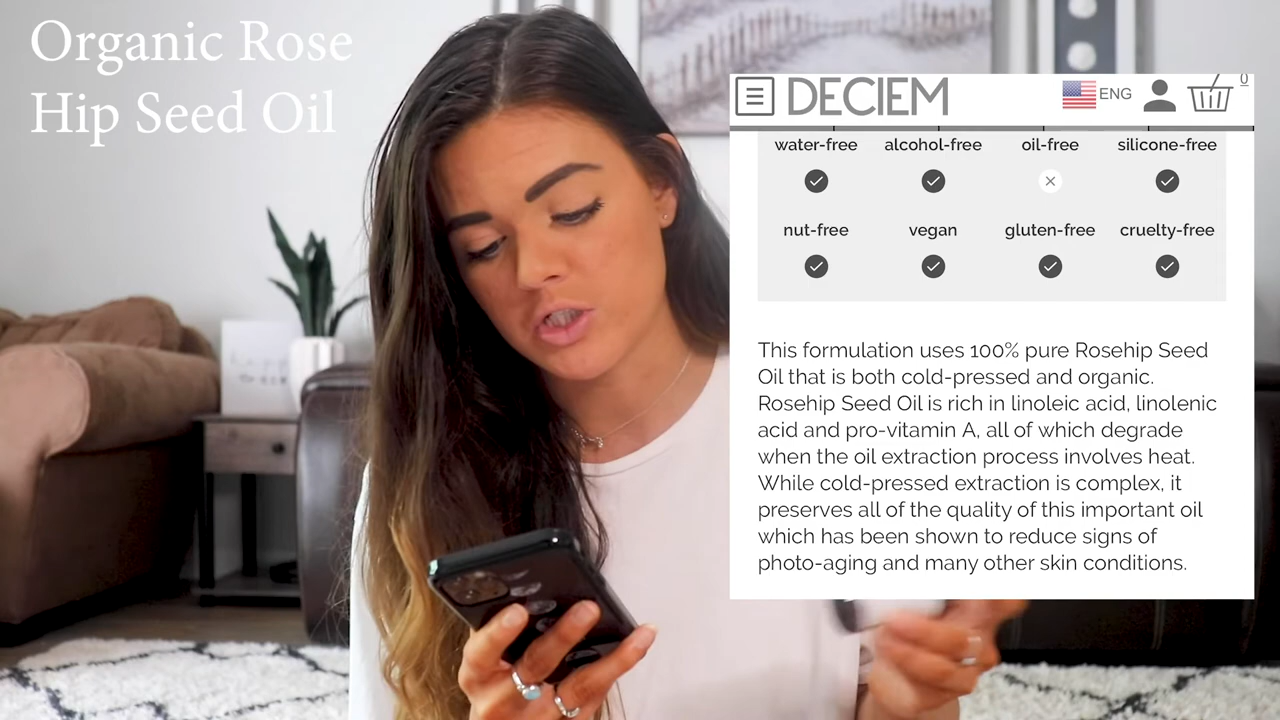 Organic Rose
Hip Seed Oil
DECIEM
ENG
0
water-free alcohol-free oil-free silicone-free
nut-free vegan gluten-free cruelty-free
This formulation uses 100% pure Rosehip Seed
Oil that is both cold-pressed and organic.
Rosehip Seed Oil is rich in linoleic acid, linolenic
acid and pro-vitamin A, all of which degrade
when the oil extraction process involves heat.
While cold-pressed extraction is complex, it
preserves all of the quality of this important oil
which has been shown to reduce signs of
photo-aging and many other skin conditions.